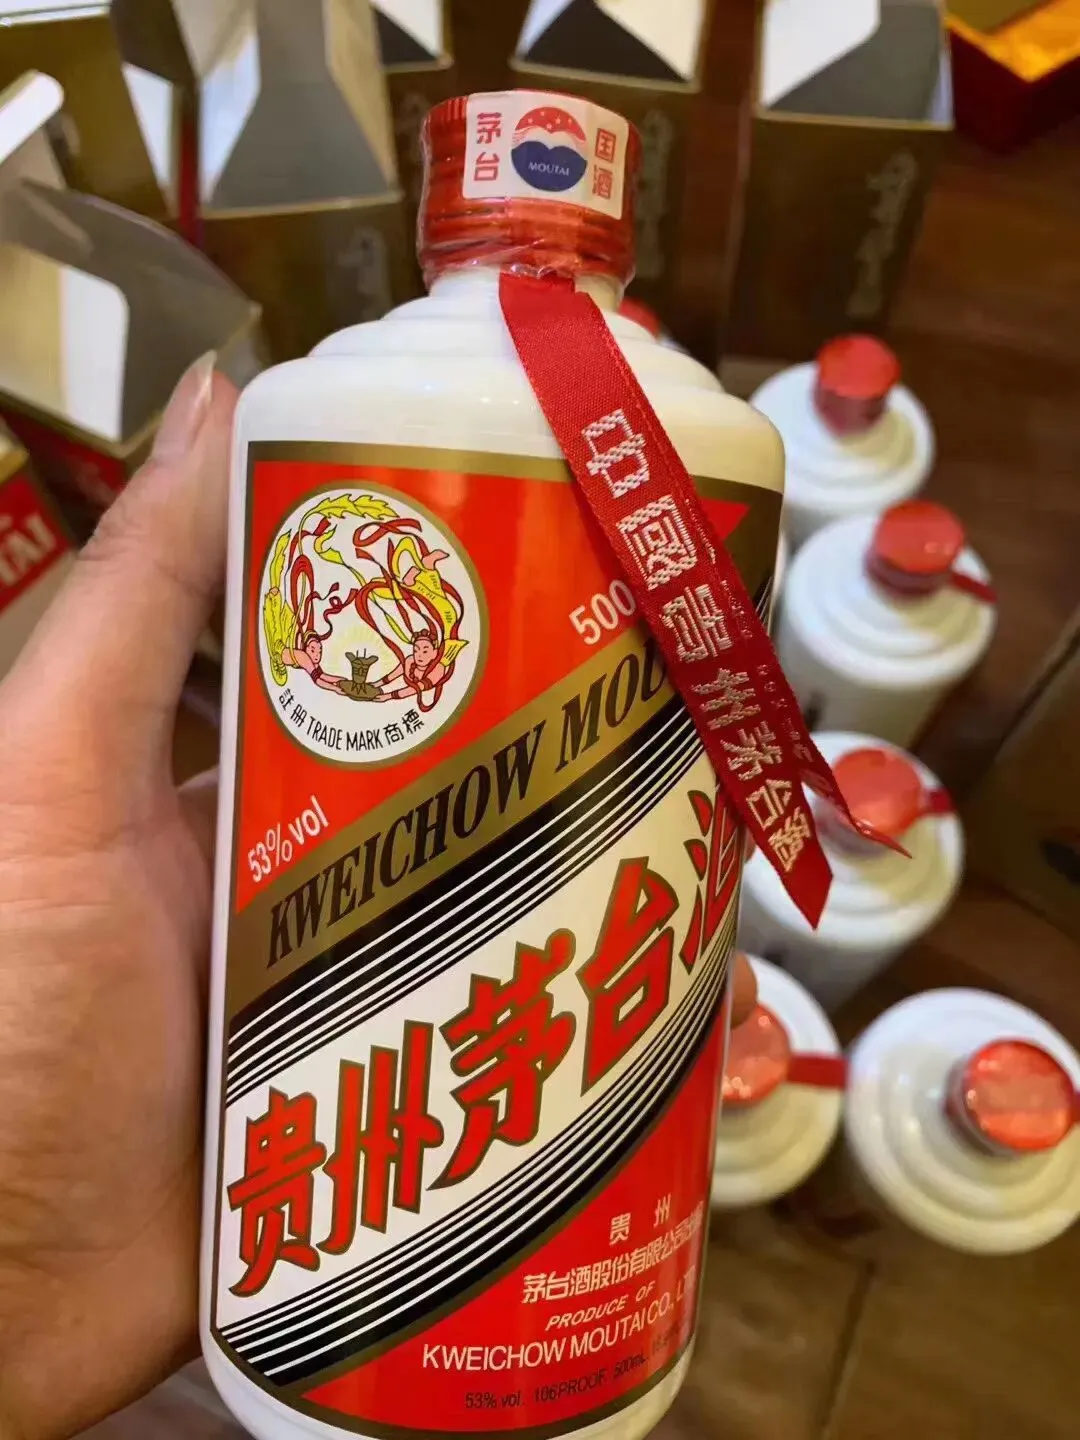 茅台
MOUTAI
国酒
中國贵州茅台酒
500
註册 TRADE MARK 商標
53%vol
KWEICHOW MOU
贵州茅台酒
贵州
茅台酒股份有限公司出品
PRODUCE OF
KWEICHOW MOUTAI CO., LTD
53% vol. 106PROOF. 500mL
TAI